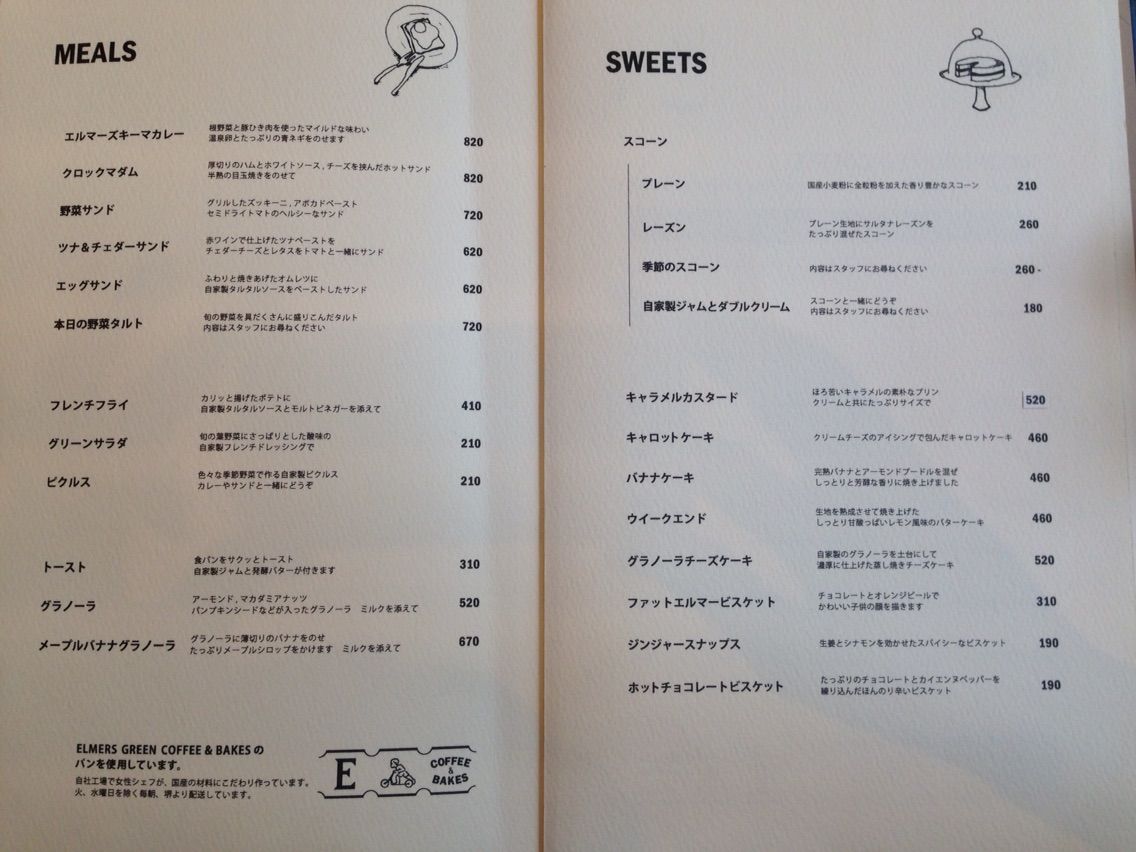 MEALS
エルマーズキーマカレー
根野菜と豚ひき肉を使ったマイルドな味わい
温泉卵とたっぷりの青ネギをのせます
820
クロックマダム
厚切りのハムとホワイトソース,チーズを挟んだホットサンド
半熟の目玉焼きをのせて
820
野菜サンド
グリルしたズッキーニ,アボカドペースト
セミドライトマトのヘルシーなサンド
720
ツナ&チェダーサンド
赤ワインで仕上げたツナペーストを
チェダーチーズとレタスをトマトと一緒にサンド
620
エッグサンド
ふわりと焼きあげたオムレツに
自家製タルタルソースをペーストしたサンド
620
本日の野菜タルト
旬の野菜を具だくさんに盛りこんだタルト
内容はスタッフにお尋ねください
720
フレンチフライ
カリッと揚げたポテトに
自家製タルタルソースとモルトビネガーを添えて
410
グリーンサラダ
旬の葉野菜にさっぱりとした酸味の
自家製フレンチドレッシングで
210
ピクルス
色々な季節野菜で作る自家製ピクルス
カレーやサンドと一緒にどうぞ
210
トースト
食パンをサクッとトースト
自家製ジャムと発酵バターが付きます
310
グラノーラ
アーモンド,マカダミアナッツ
パンプキンシードなどが入ったグラノーラ ミルクを添えて
520
メープルバナナグラノーラ
グラノーラに薄切りのバナナをのせ
たっぷりメープルシロップをかけます ミルクを添えて
670
ELMERS GREEN COFFEE & BAKES の
パンを使用しています。
自社工場で女性シェフが、国産の材料にこだわり作っています。
火、水曜日を除く毎朝、堺より配送しています。
E
COFFEE
&
BAKES
SWEETS
スコーン
プレーン
国産小麦粉に全粒粉を加えた香り豊かなスコーン
210
レーズン
プレーン生地にサルタナレーズンを
たっぷり混ぜたスコーン
260
季節のスコーン
内容はスタッフにお尋ねください
260 -
自家製ジャムとダブルクリーム
スコーンと一緒にどうぞ
内容はスタッフにお尋ねください
180
キャラメルカスタード
ほろ苦いキャラメルの素朴なプリン
クリームと共にたっぷりサイズで
520
キャロットケーキ
クリームチーズのアイシングで包んだキャロットケーキ
460
バナナケーキ
完熟バナナとアーモンドプードルを混ぜ
しっとりと芳醇な香りに焼き上げました
460
ウイークエンド
生地を熟成させて焼き上げた
しっとり甘酸っぱいレモン風味のバターケーキ
460
グラノーラチーズケーキ
自家製のグラノーラを土台にして
濃厚に仕上げた蒸し焼きチーズケーキ
520
ファットエルマービスケット
チョコレートとオレンジピールで
かわいい子供の顔を描きます
310
ジンジャースナップス
生姜とシナモンを効かせたスパイシーなビスケット
190
ホットチョコレートビスケット
たっぷりのチョコレートとカイエンヌペッパーを
練り込んだほんのり辛いビスケット
190